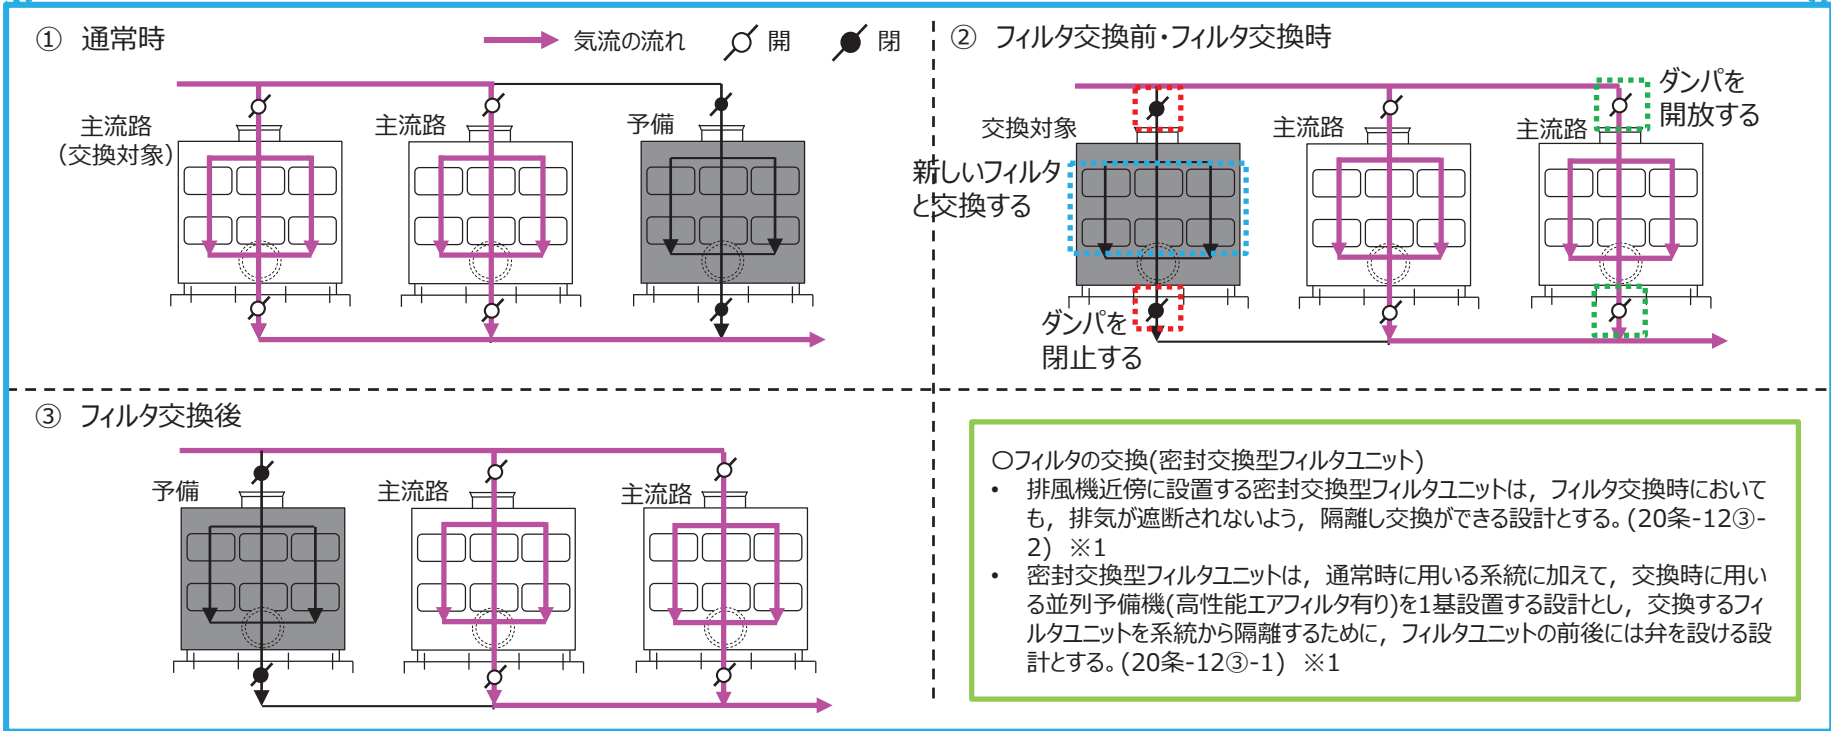 ① 通常時
気流の流れ
開
閉
主流路
（交換対象）
主流路
予備
② フィルタ交換前・フィルタ交換時
交換対象
主流路
主流路
ダンパを
開放する
新しいフィルタ
と交換する
ダンパを
閉止する
③ フィルタ交換後
予備
主流路
主流路
〇フィルタの交換(密封交換型フィルタユニット)
• 排風機近傍に設置する密封交換型フィルタユニットは，フィルタ交換時において
も，排気が遮断されないよう，隔離し交換ができる設計とする。(20条-12③-
2) ※1
• 密封交換型フィルタユニットは，通常時に用いる系統に加えて，交換時に用い
る並列予備機(高性能エアフィルタ有り)を1基設置する設計とし，交換するフィ
ルタユニットを系統から隔離するために，フィルタユニットの前後には弁を設ける設
計とする。(20条-12③-1) ※1